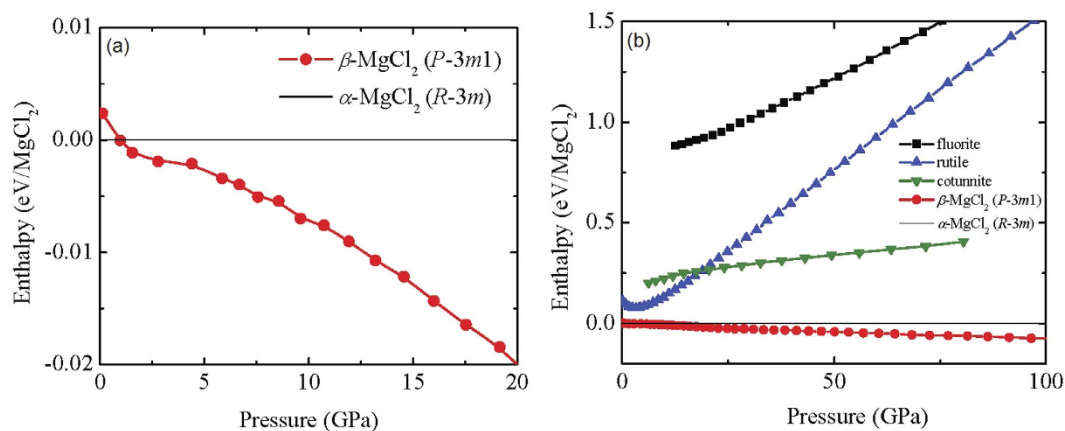 (a)
0.01
0.00
-0.01
-0.02
Enthalpy (eV/MgCl₂)
β-MgCl₂ (P-3m1)
α-MgCl₂ (R-3m)
0 5 10 15 20
Pressure (GPa)
(b)
1.5
1.0
0.5
0.0
Enthalpy (eV/MgCl₂)
fluorite
rutile
cotunnite
β-MgCl₂ (P-3m1)
α-MgCl₂ (R-3m)
0 25 50 75 100
Pressure (GPa)